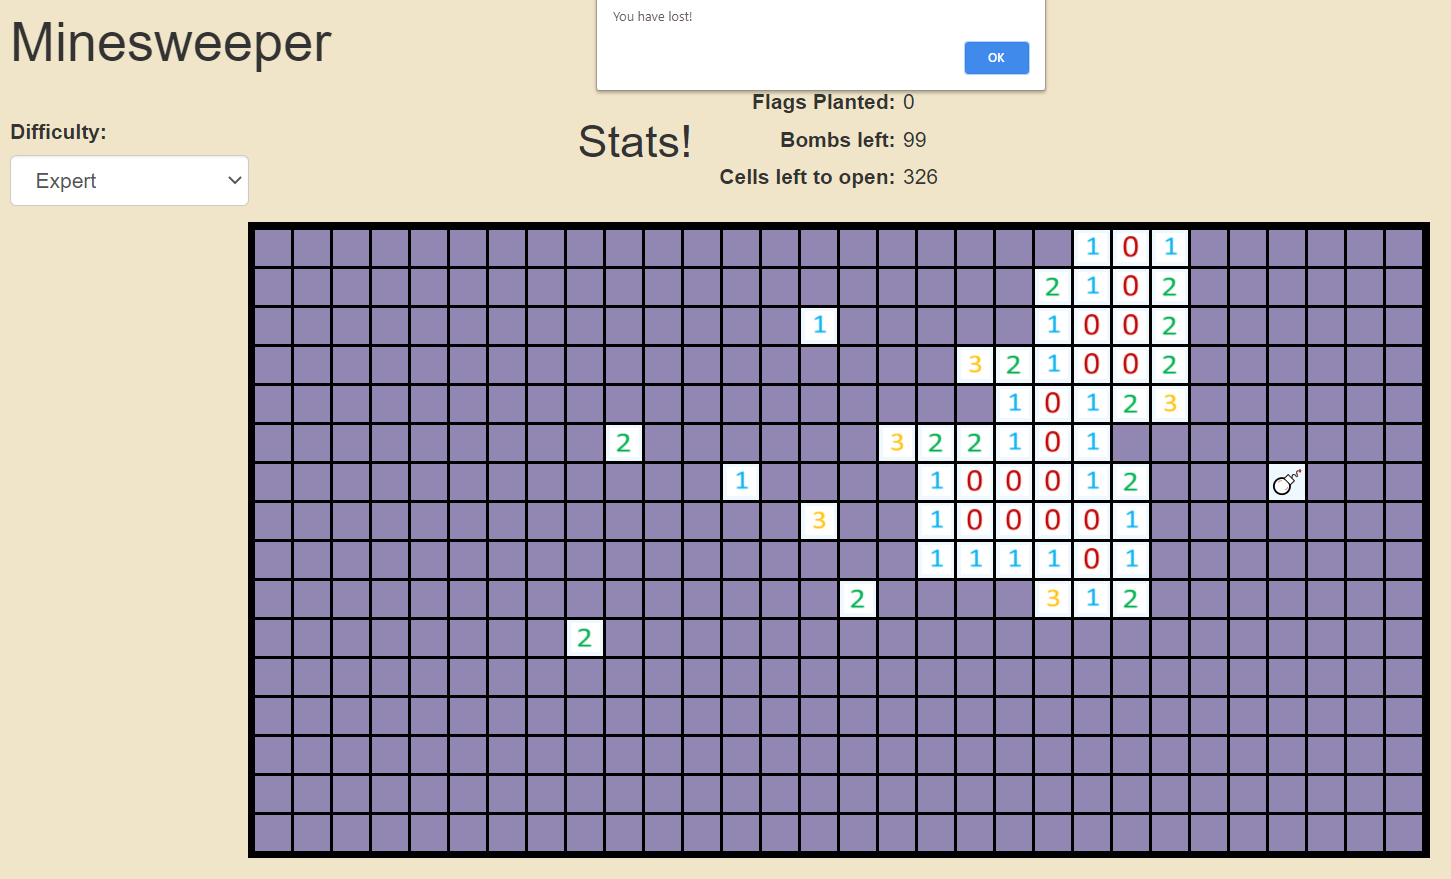 You have lost!
OK
Minesweeper
Flags Planted: 0
Difficulty:
Stats!
Bombs left: 99
Expert
Cells left to open: 326
1 0 1
2 1 0 2
1 1 0 0 2
3 2 1 0 0 2
1 0 1 2 3
2 3 2 2 1 0 1
1 1 0 0 0 1 2
3 1 0 0 0 0 1
1 1 1 1 0 1
2 3 1 2
2